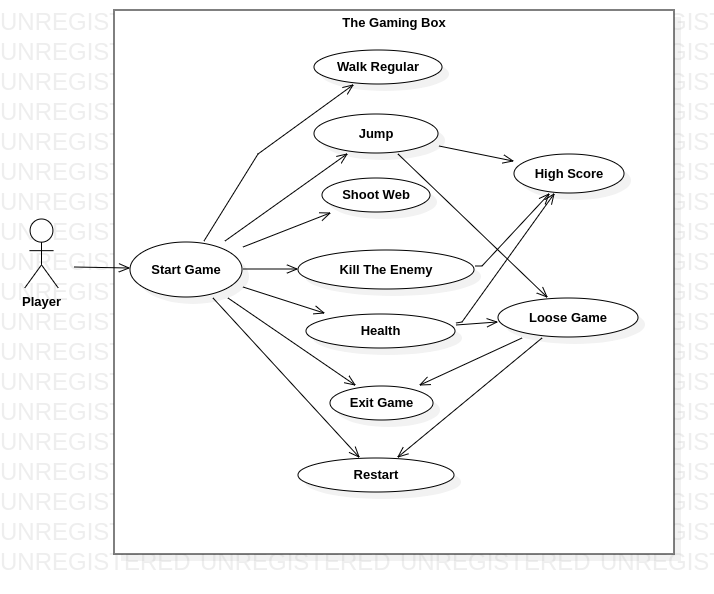 The Gaming Box
Walk Regular
Jump
High Score
Shoot Web
Start Game
Kill The Enemy
Player
Loose Game
Health
Exit Game
Restart
UNREGISTERED UNREGISTERED UNREGISTERED UNREGIST